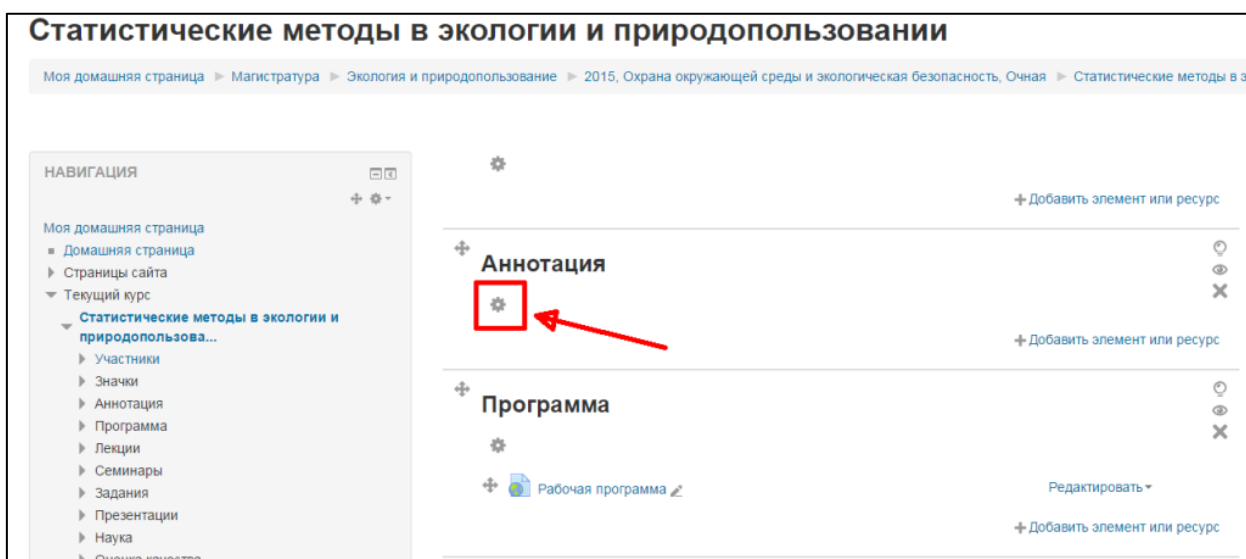 Статистические методы в экологии и природопользовании
Моя домашняя страница Магистратура Экология и природопользование 2015, Охрана окружающей среды и экологическая безопасность, Очная Статистические методы в э
НАВИГАЦИЯ
Моя домашняя страница
Домашняя страница
Страницы сайта
Текущий курс
Статистические методы в экологии и
природопользова...
Участники
Значки
Аннотация
Программа
Лекции
Семинары
Задания
Презентации
Наука
Оценка качества
Добавить элемент или ресурс
Аннотация
Добавить элемент или ресурс
Программа
Рабочая программа Редактировать
Добавить элемент или ресурс